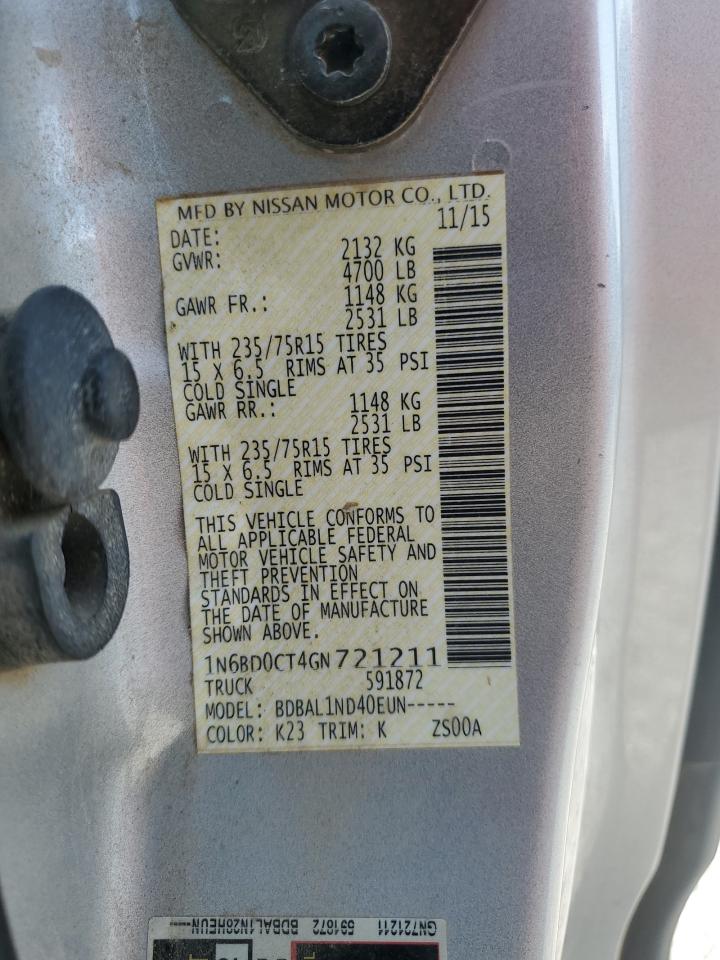 MFD BY NISSAN MOTOR CO., LTD.
DATE: 11/15
GVWR: 2132 KG
4700 LB
GAWR FR.: 1148 KG
2531 LB
WITH 235/75R15 TIRES
15 X 6.5 RIMS AT 35 PSI
COLD SINGLE
GAWR RR.: 1148 KG
2531 LB
WITH 235/75R15 TIRES
15 X 6.5 RIMS AT 35 PSI
COLD SINGLE
THIS VEHICLE CONFORMS TO
ALL APPLICABLE FEDERAL
MOTOR VEHICLE SAFETY AND
THEFT PREVENTION
STANDARDS IN EFFECT ON
THE DATE OF MANUFACTURE
SHOWN ABOVE.
1N6BD0CT4GN721211
TRUCK 591872
MODEL: BDBAL1ND40EUN-----
COLOR: K23 TRIM: K ZS00A
GN721211 591872